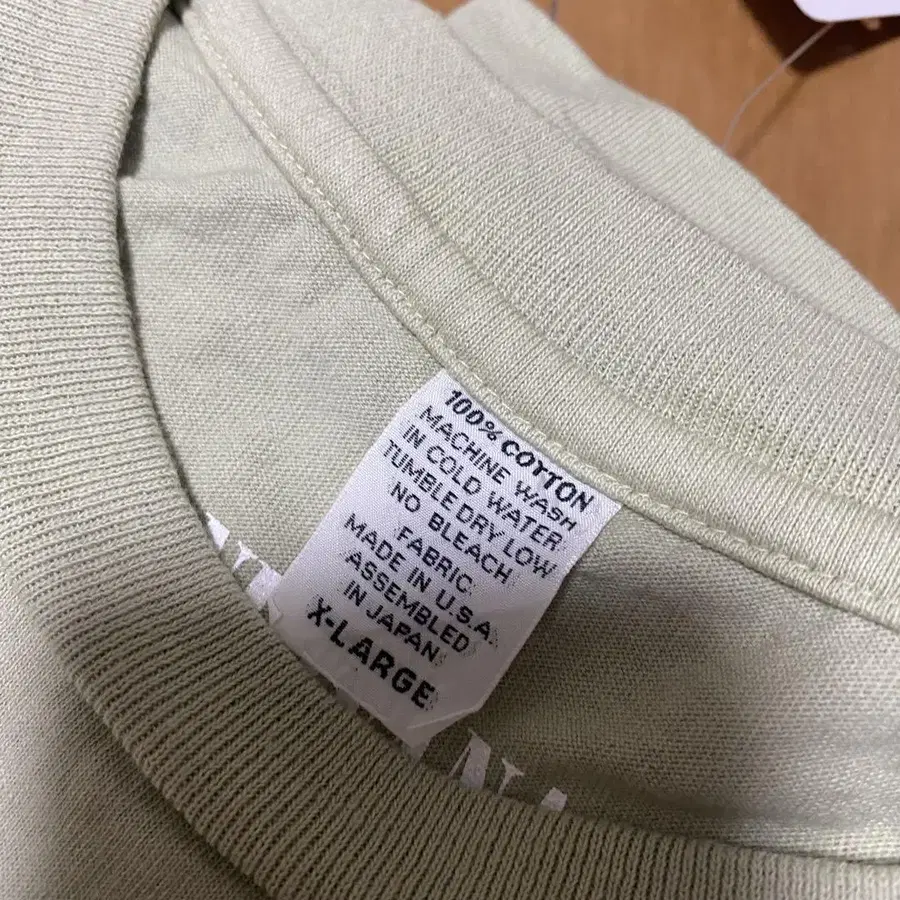 100% COTTON
MACHINE WASH
IN COLD WATER
TUMBLE DRY LOW
NO BLEACH
FABRIC
MADE IN U.S.A.
ASSEMBLED
IN JAPAN
X-LARGE